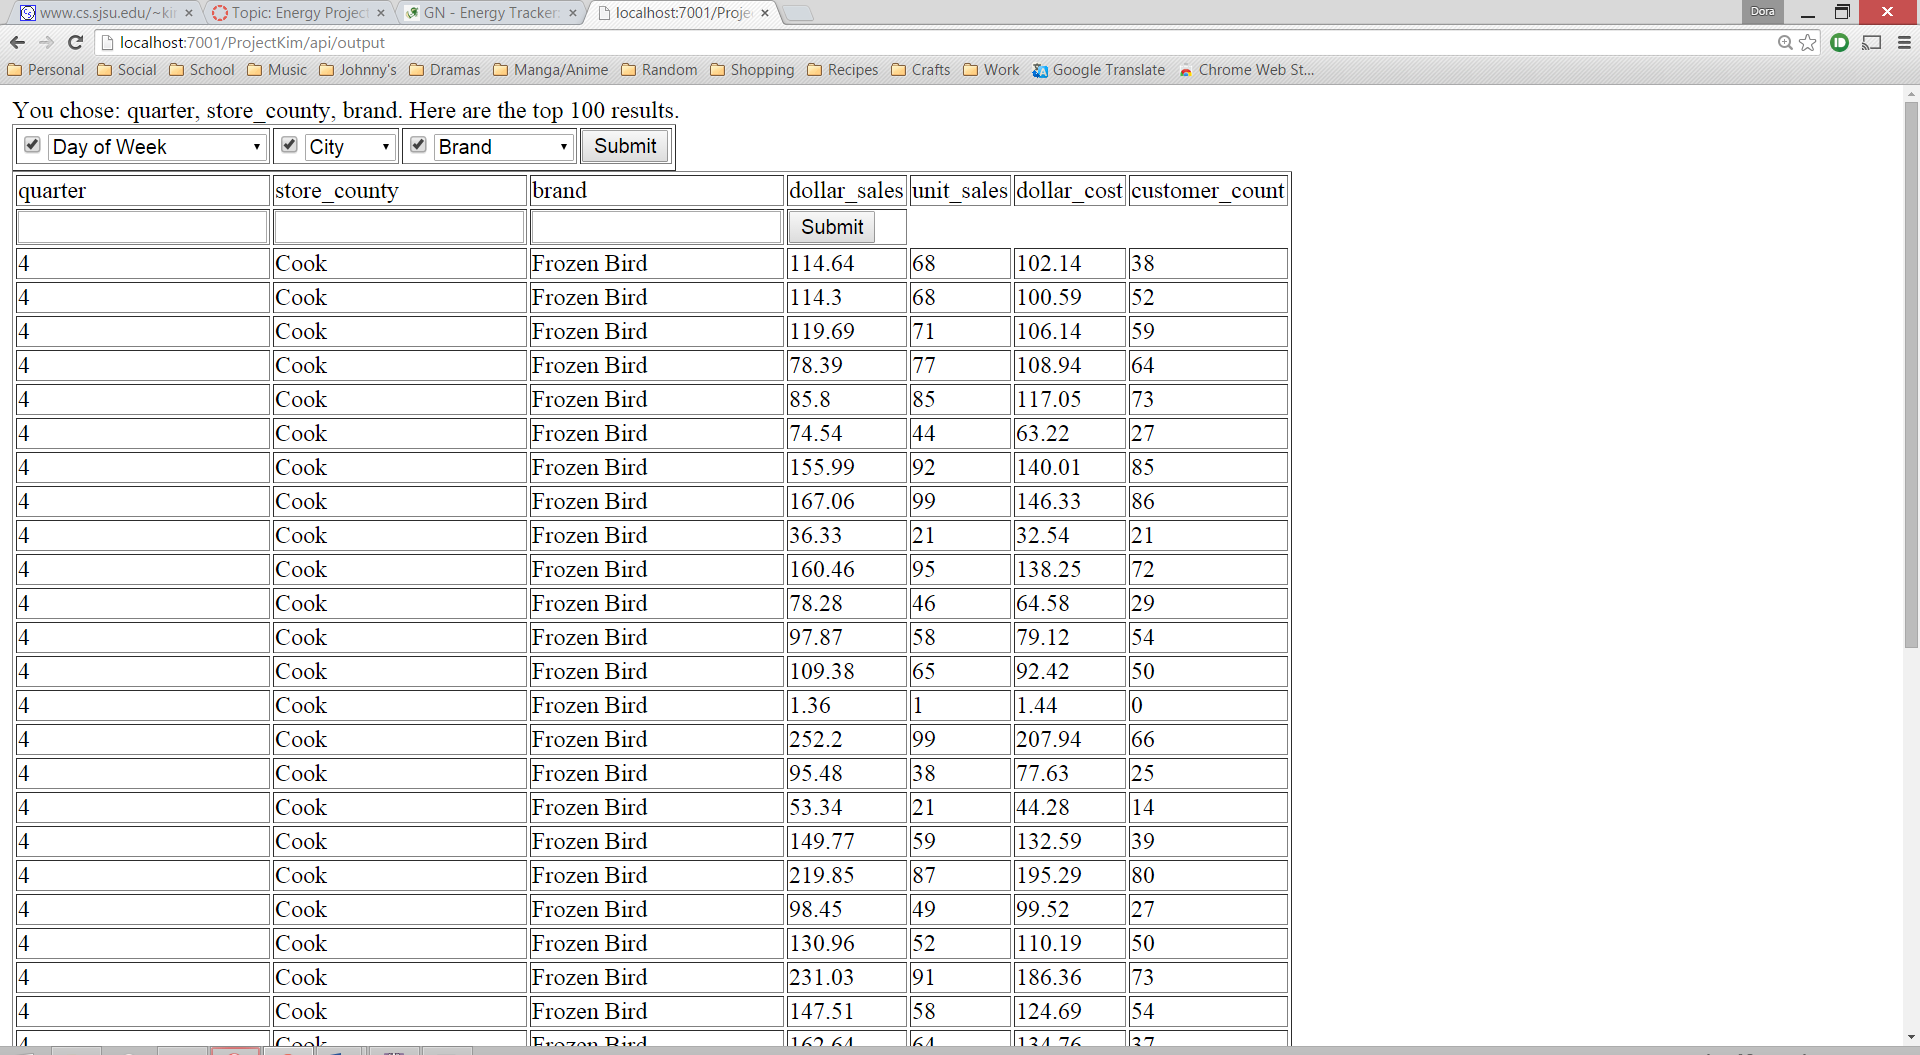 www.cs.sjsu.edu/~ki
Topic: Energy Project
GN - Energy Tracker
localhost:7001/Proje
Dora
localhost:7001/ProjectKim/api/output
Personal Social School Music Johnny's Dramas Manga/Anime Random Shopping Recipes Crafts Work Google Translate Chrome Web St...
You chose: quarter, store_county, brand. Here are the top 100 results.
Day of Week City Brand Submit
quarter store_county brand dollar_sales unit_sales dollar_cost customer_count
Submit
4 Cook Frozen Bird 114.64 68 102.14 38
4 Cook Frozen Bird 114.3 68 100.59 52
4 Cook Frozen Bird 119.69 71 106.14 59
4 Cook Frozen Bird 78.39 77 108.94 64
4 Cook Frozen Bird 85.8 85 117.05 73
4 Cook Frozen Bird 74.54 44 63.22 27
4 Cook Frozen Bird 155.99 92 140.01 85
4 Cook Frozen Bird 167.06 99 146.33 86
4 Cook Frozen Bird 36.33 21 32.54 21
4 Cook Frozen Bird 160.46 95 138.25 72
4 Cook Frozen Bird 78.28 46 64.58 29
4 Cook Frozen Bird 97.87 58 79.12 54
4 Cook Frozen Bird 109.38 65 92.42 50
4 Cook Frozen Bird 1.36 1 1.44 0
4 Cook Frozen Bird 252.2 99 207.94 66
4 Cook Frozen Bird 95.48 38 77.63 25
4 Cook Frozen Bird 53.34 21 44.28 14
4 Cook Frozen Bird 149.77 59 132.59 39
4 Cook Frozen Bird 219.85 87 195.29 80
4 Cook Frozen Bird 98.45 49 99.52 27
4 Cook Frozen Bird 130.96 52 110.19 50
4 Cook Frozen Bird 231.03 91 186.36 73
4 Cook Frozen Bird 147.51 58 124.69 54
4 Cook Frozen Bird 162.64 64 134.76 37